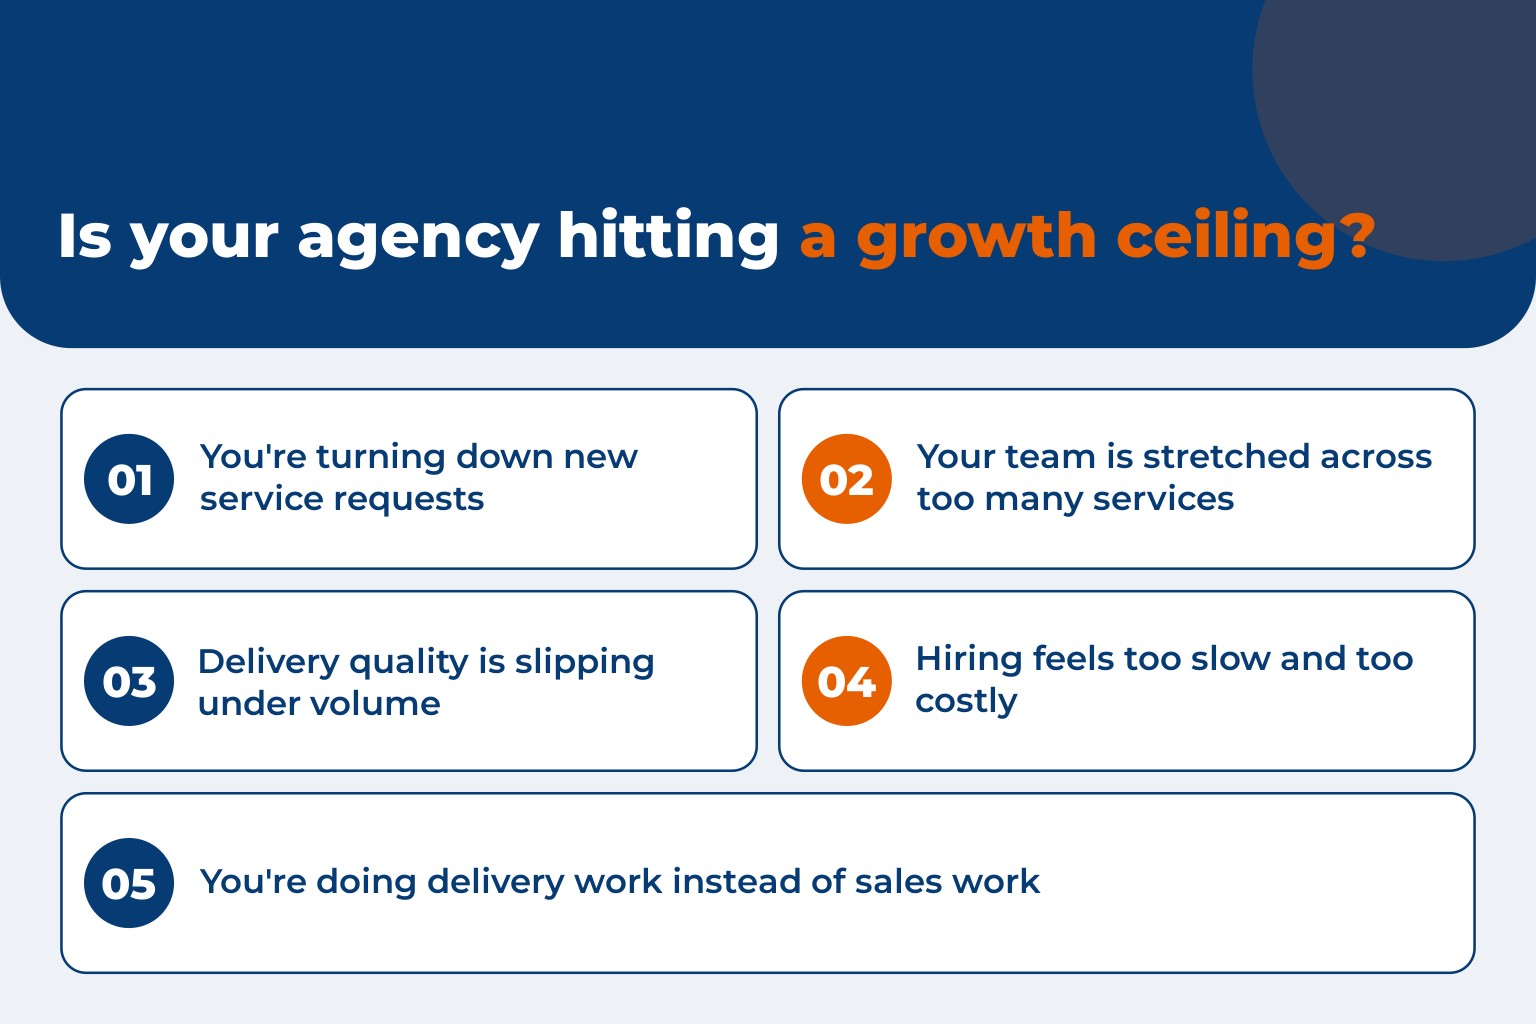 Is your agency hitting a growth ceiling?
01
You're turning down new
service requests
02
Your team is stretched across
too many services
03
Delivery quality is slipping
under volume
04
Hiring feels too slow and too
costly
05
You're doing delivery work instead of sales work